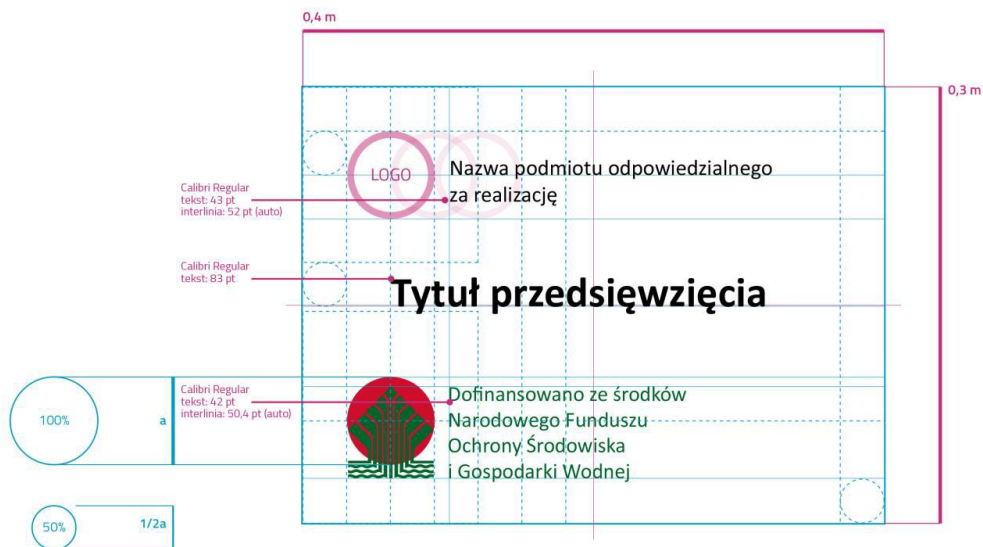 0,4 m
0,3 m
LOGO
Nazwa podmiotu odpowiedzialnego
za realizację
Calibri Regular
tekst: 43 pt
interlinia: 52 pt (auto)
Calibri Regular
tekst: 83 pt
Tytuł przedsięwzięcia
Calibri Regular
tekst: 42 pt
interlinia: 50,4 pt (auto)
100%
a
Dofinansowano ze środków
Narodowego Funduszu
Ochrony Środowiska
i Gospodarki Wodnej
50%
1/2a